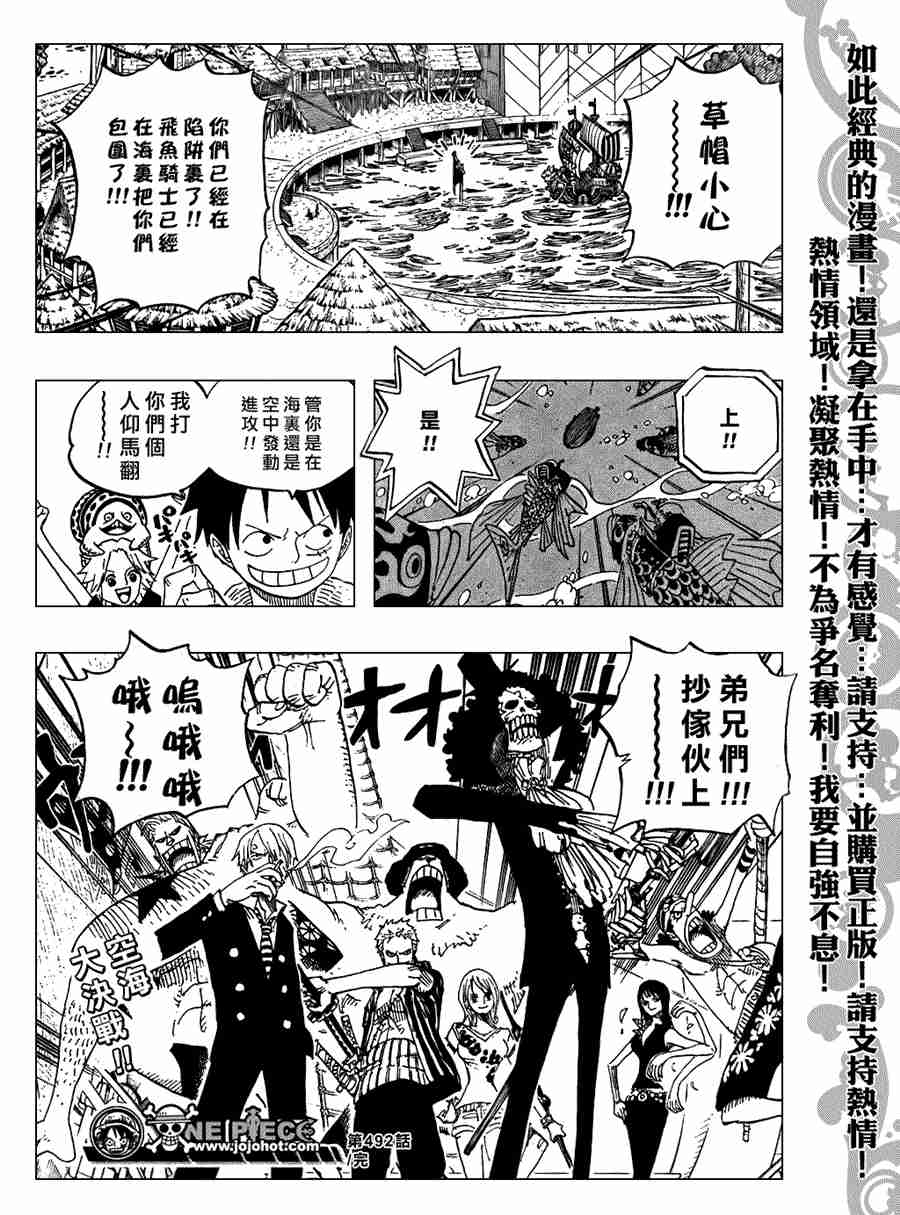 如此經典的漫畫！還是拿在手中…才有感覺…請支持…並購買正版！請支持熱情！
熱情領域！凝聚熱情！不為爭名奪利！我要自強不息！
草帽小心
～～!!!
你們已經在
陷阱裏了!!
飛魚騎士已經
在海裏把你們
包圍了!!!
上!!
是!!
管你是在
海裏還是
空中發動
進攻!!
我打
你們個
人仰馬翻
～～!!
パキ
パキ
弟兄們!!!
抄傢伙上
～!!!
嗚哦哦
哦～!!!
オオオオ
空海
大決戰!!
ONE PIECE
www.jojohot.com
第492話
完